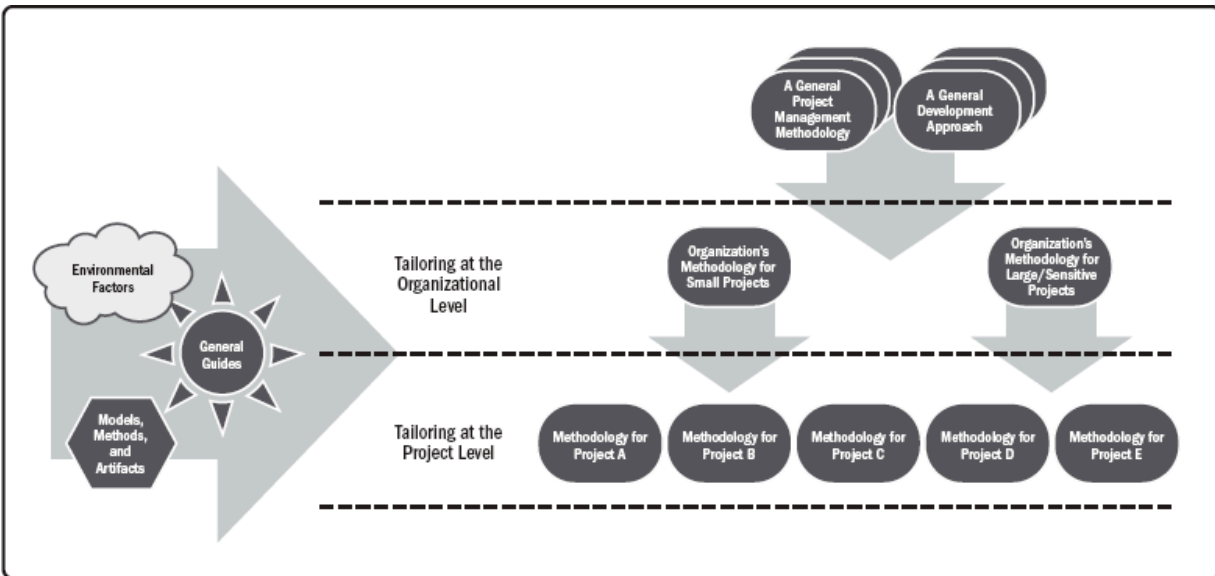 A General
Project
Management
Methodology
A General
Development
Approach
Environmental
Factors
General
Guides
Models,
Methods,
and
Artifacts
Tailoring at the
Organizational
Level
Organization's
Methodology for
Small Projects
Organization's
Methodology for
Large/Sensitive
Projects
Tailoring at the
Project Level
Methodology for
Project A
Methodology for
Project B
Methodology for
Project C
Methodology for
Project D
Methodology for
Project E